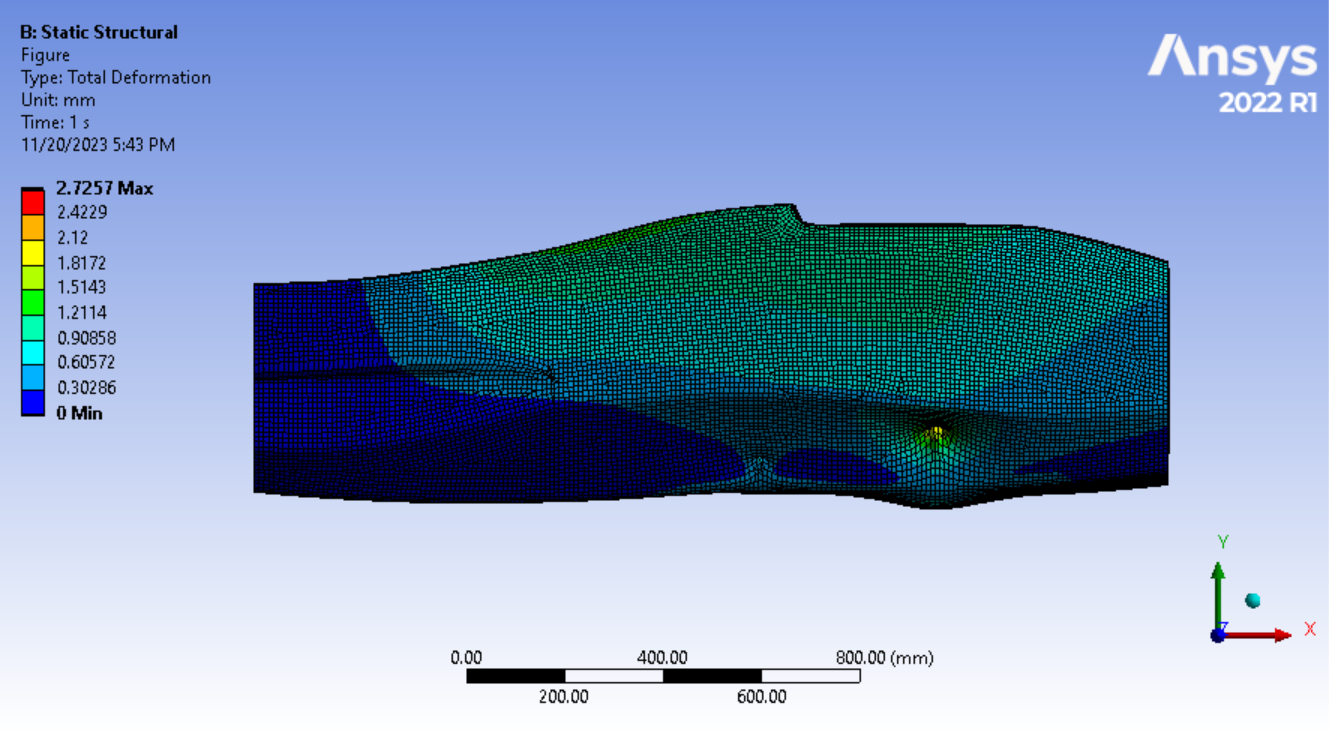 B: Static Structural
Figure
Type: Total Deformation
Unit: mm
Time: 1 s
11/20/2023 5:43 PM
Ansys
2022 R1
2.7257 Max
2.4229
2.12
1.8172
1.5143
1.2114
0.90858
0.60572
0.30286
0 Min
Y
Z
X
0.00 400.00 800.00 (mm)
200.00 600.00